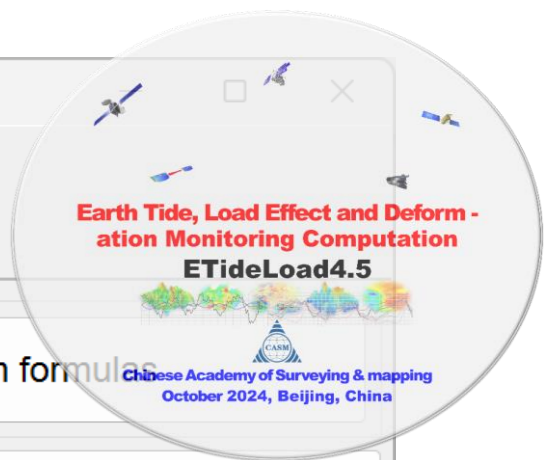 Earth Tide, Load Effect and Deform -
ation Monitoring Computation
ETideLoad4.5
CASM
n formulas
Chinese Academy of Surveying & mapping
October 2024, Beijing, China